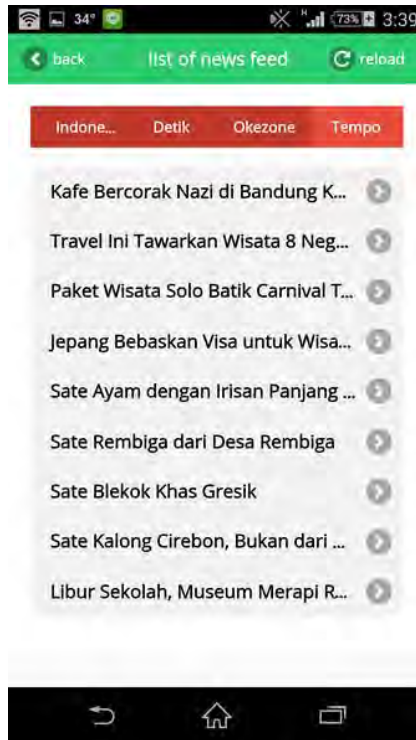 34° H 73% 3:39
back list of news feed reload
Indone... Detik Okezone Tempo
Kafe Bercorak Nazi di Bandung K...
Travel Ini Tawarkan Wisata 8 Neg...
Paket Wisata Solo Batik Carnival T...
Jepang Bebaskan Visa untuk Wisa...
Sate Ayam dengan Irisan Panjang ...
Sate Rembiga dari Desa Rembiga
Sate Blekok Khas Gresik
Sate Kalong Cirebon, Bukan dari ...
Libur Sekolah, Museum Merapi R...